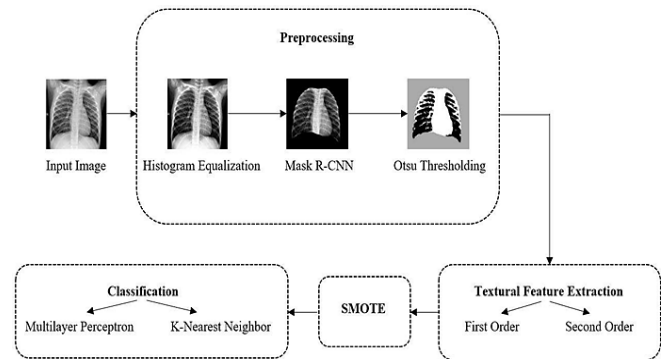 Preprocessing
Input Image
Histogram Equalization
Mask R-CNN
Otsu Thresholding
Classification
Multilayer Perceptron
K-Nearest Neighbor
SMOTE
Textural Feature Extraction
First Order
Second Order